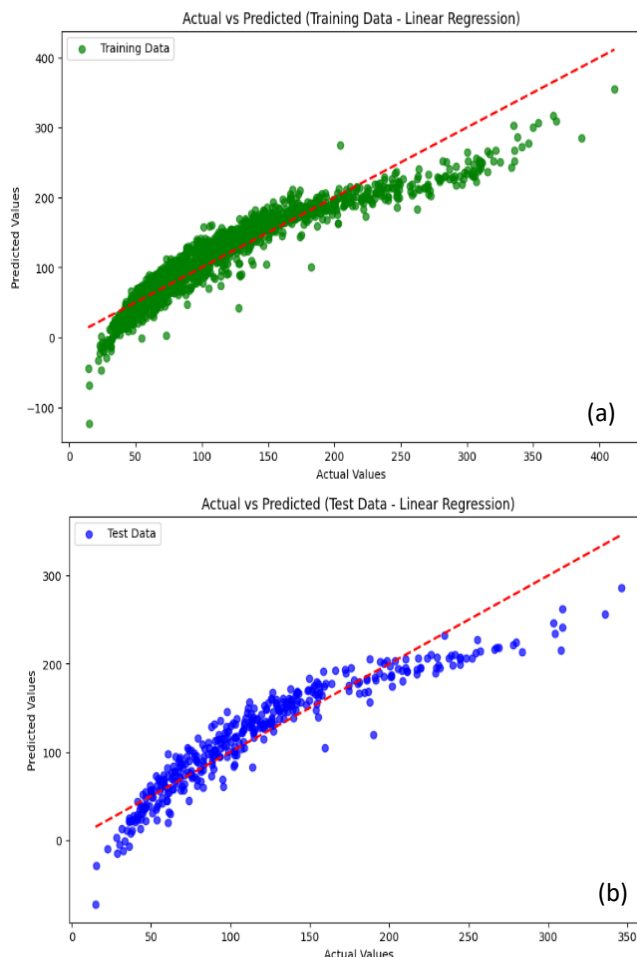 Actual vs Predicted (Training Data - Linear Regression)
Training Data
400
300
200
100
0
−100
Predicted Values
0 50 100 150 200 250 300 350 400
Actual Values
(a)
Actual vs Predicted (Test Data - Linear Regression)
Test Data
300
200
100
0
Predicted Values
0 50 100 150 200 250 300 350
Actual Values
(b)